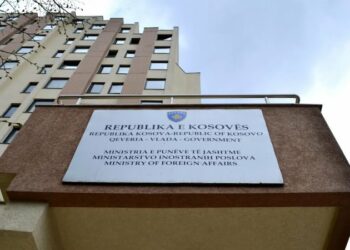 REPUBLIKA E KOSOVËS
REPUBLIKA KOSOVA-REPUBLIC OF KOSOVO
QEVERIA - VLADA - GOVERNMENT
MINISTRIA E PUNËVE TË JASHTME
MINISTARSTVO INOSTRANIH POSLOVA
MINISTRY OF FOREIGN AFFAIRS